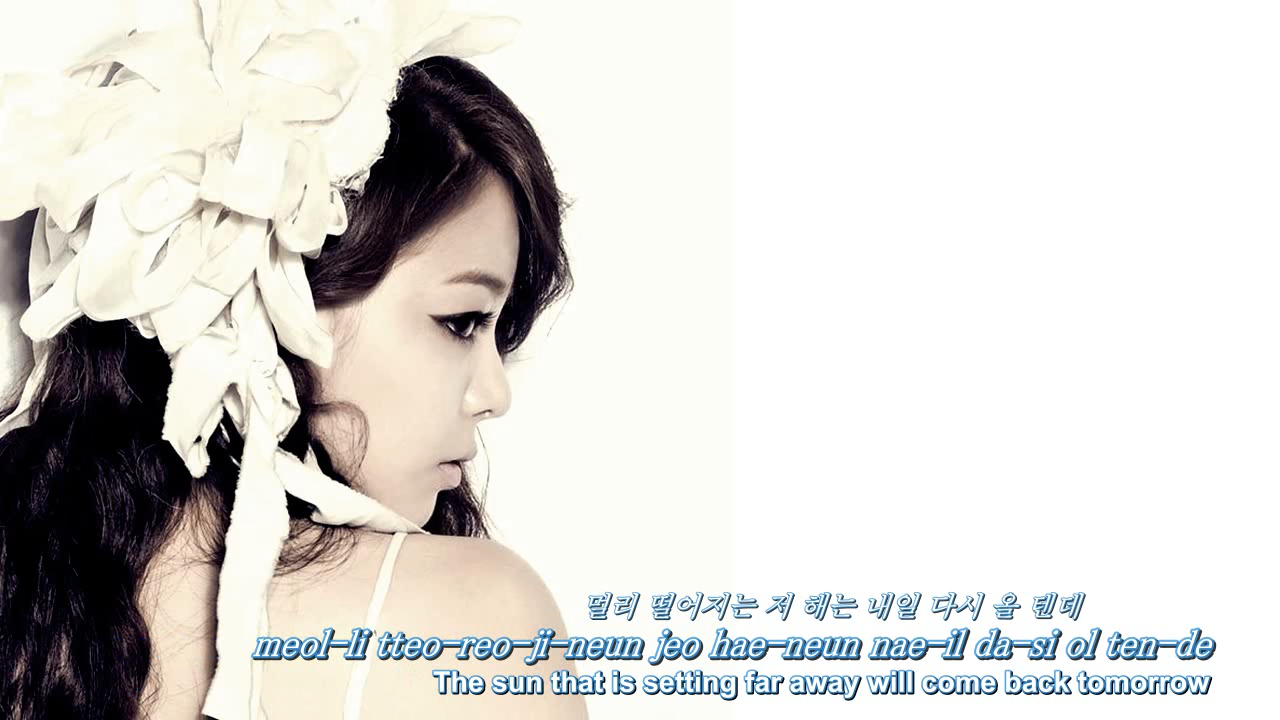 멀리 떨어지는 저 해는 내일 다시 올 텐데
meol-li tteo-reo-ji-neun jeo hae-neun nae-il da-si ol ten-de
The sun that is setting far away will come back tomorrow